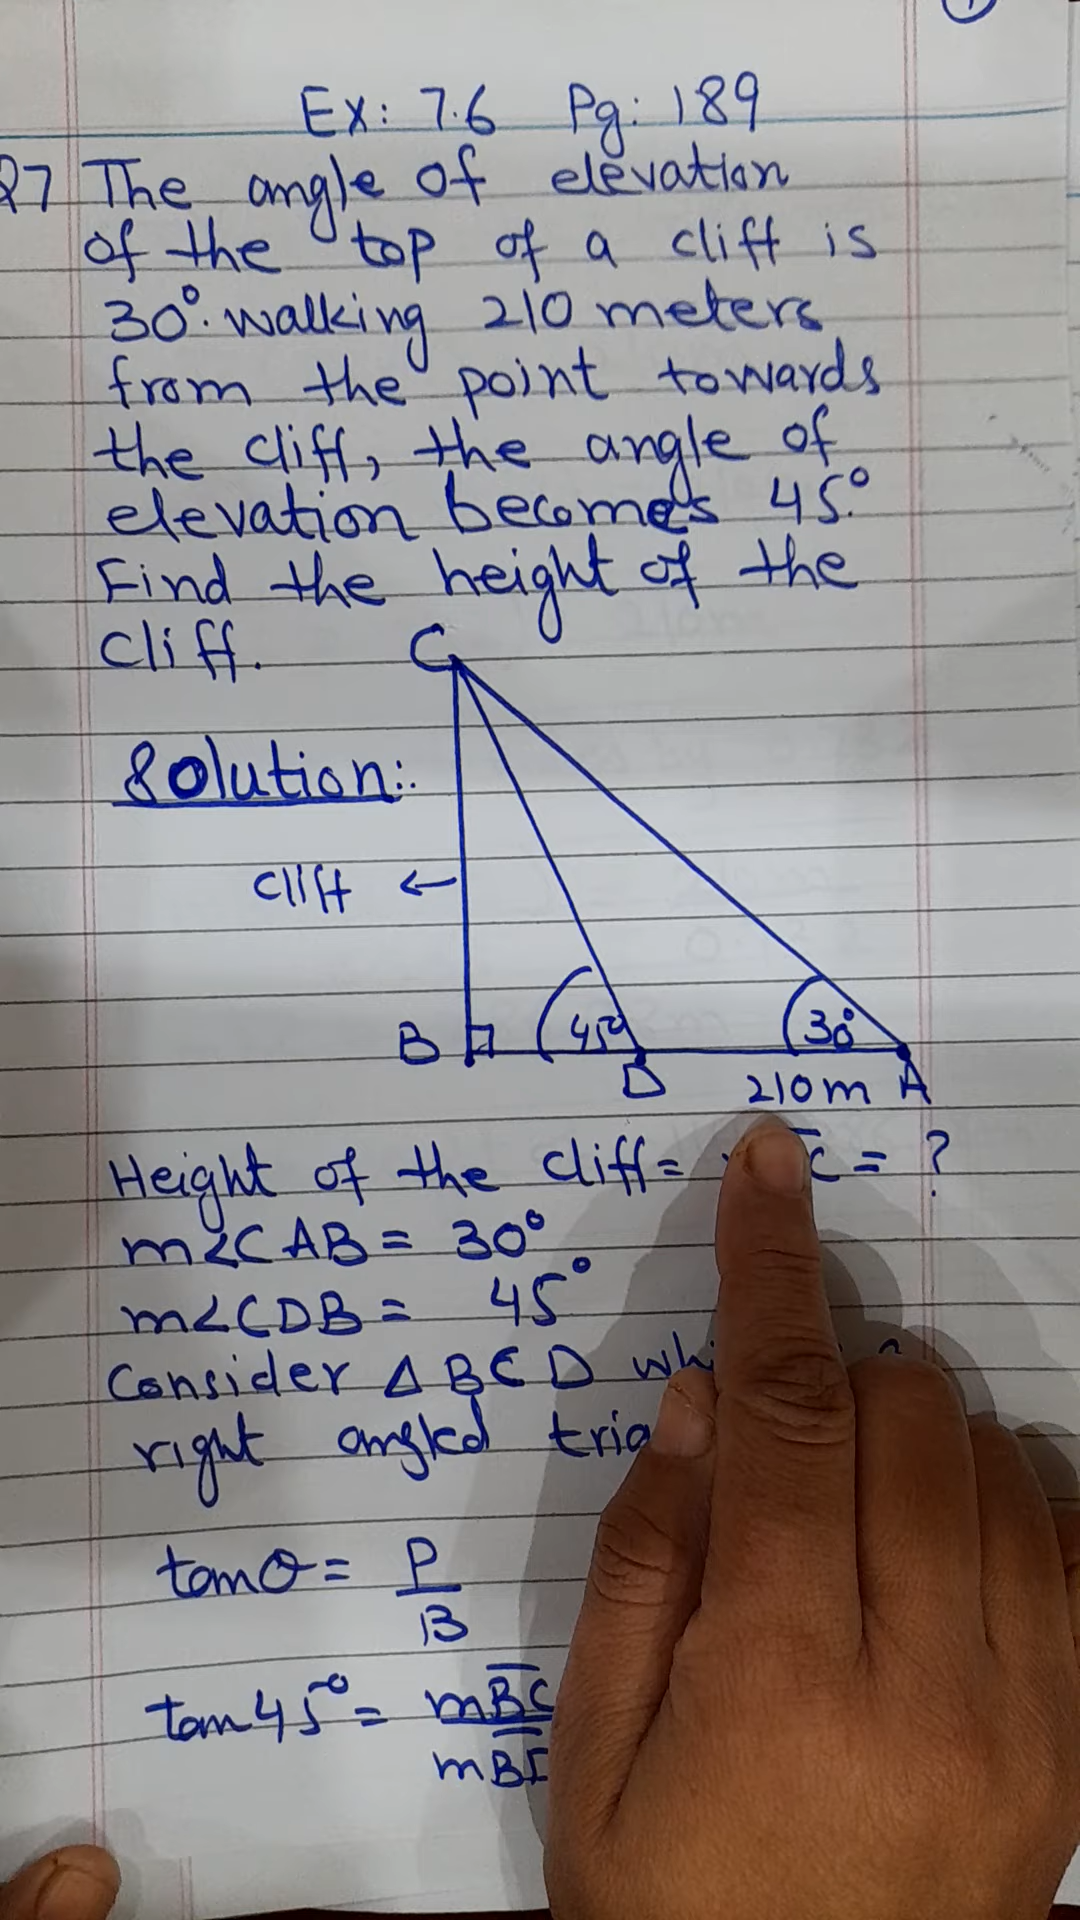 Ex: 7.6 Pg: 189
Q7 The angle of elevation
of the top of a cliff is
30°. walking 210 meters
from the point towards
the cliff, the angle of
elevation becomes 45°.
Find the height of the
cliff.
C
Solution:
cliff ←
B 45° 30°
D 210m A
Height of the cliff = = ?
m∠CAB = 30°
m∠CDB = 45°
Consider △BCD
right angled
tanθ = P
B
tan45° = mBC
m